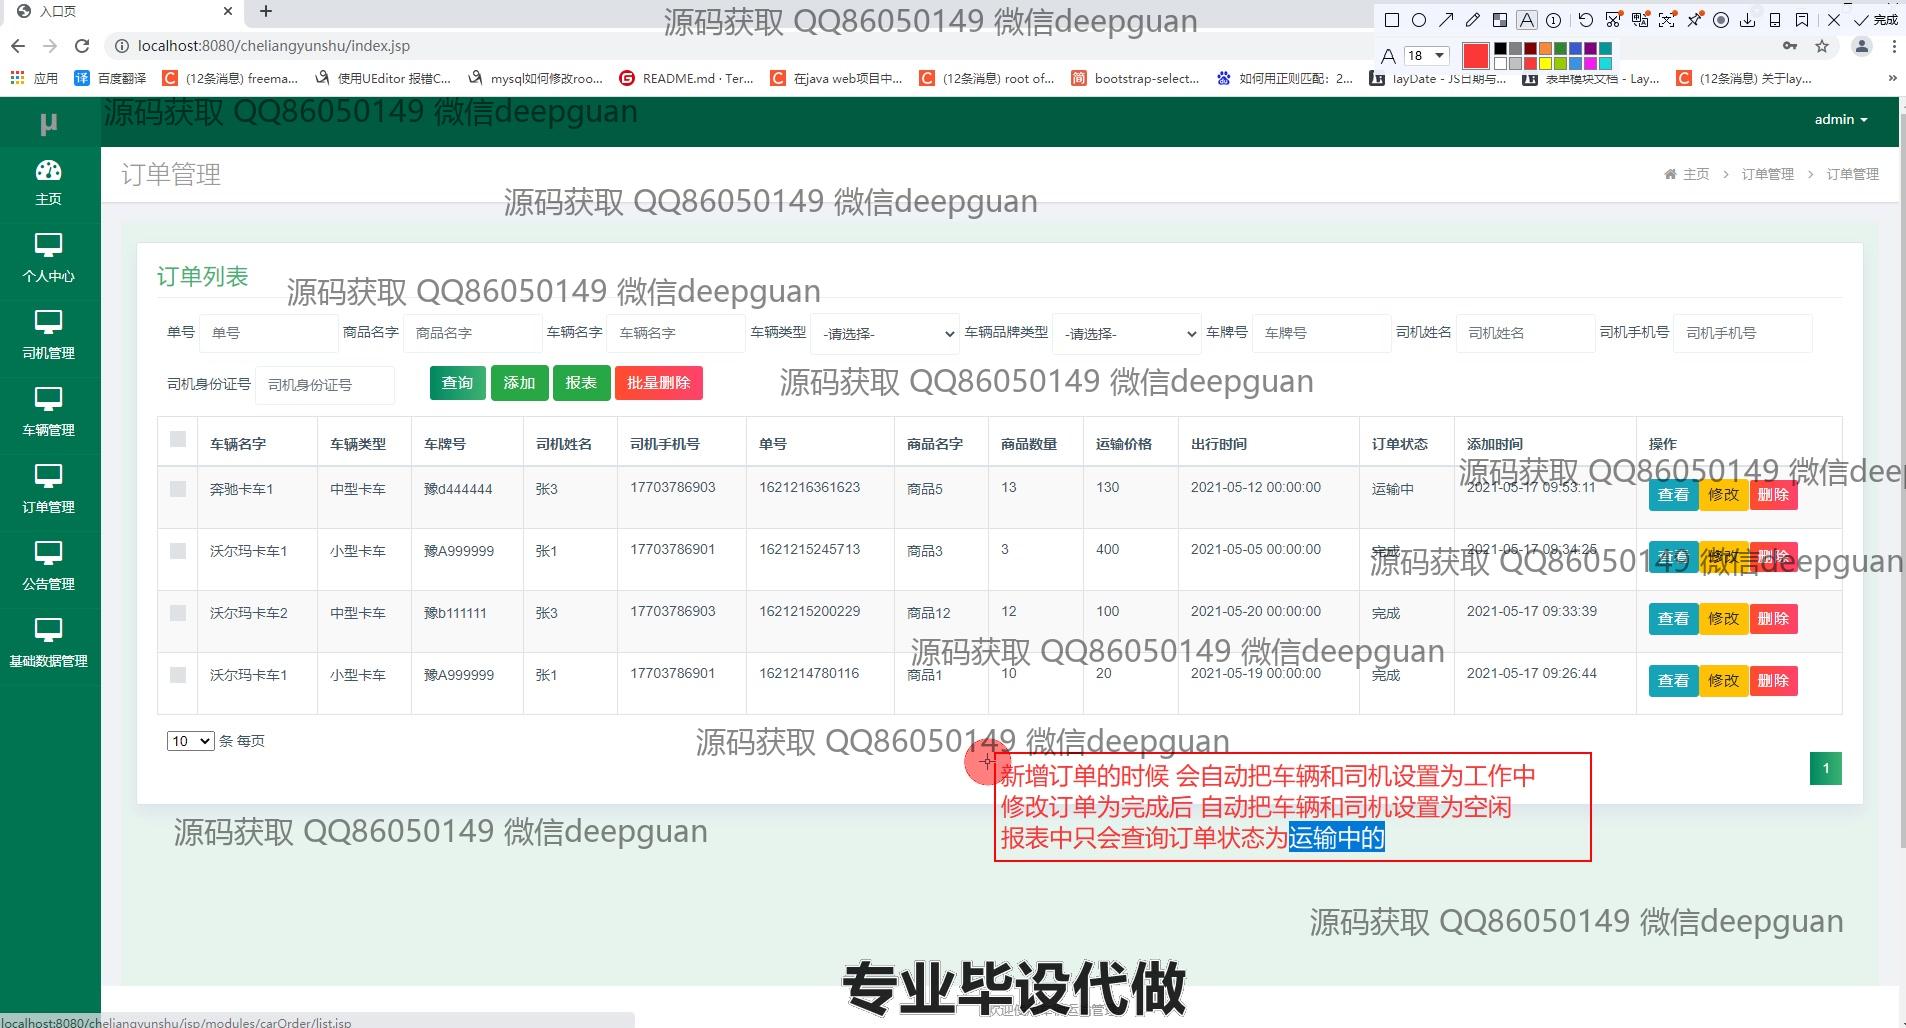 入口页
源码获取 QQ86050149 微信deepguan
完成
localhost:8080/cheliangyunshu/index.jsp
18
应用 百度翻译 (12条消息) freema... 使用UEditor 报错C... mysql如何修改roo... README.md · Ter... 在java web项目中... (12条消息) root of... bootstrap-select... 如何用正则匹配：2... layDate - JS日期与... 表单模块文档 - Lay... (12条消息) 关于lay... »
μ
源码获取 QQ86050149 微信deepguan
admin
主页
订单管理
主页 > 订单管理 > 订单管理
源码获取 QQ86050149 微信deepguan
个人中心
订单列表
源码获取 QQ86050149 微信deepguan
单号 单号 商品名字 商品名字 车辆名字 车辆名字 车辆类型 -请选择- 车辆品牌类型 -请选择- 车牌号 车牌号 司机姓名 司机姓名 司机手机号 司机手机号
司机管理
司机身份证号 司机身份证号 查询 添加 报表 批量删除
源码获取 QQ86050149 微信deepguan
车辆管理
车辆名字 车辆类型 车牌号 司机姓名 司机手机号 单号 商品名字 商品数量 运输价格 出行时间 订单状态 添加时间 操作
源码获取 QQ86050149 微信deep
奔驰卡车1 中型卡车 豫d444444 张3 17703786903 1621216361623 商品5 13 130 2021-05-12 00:00:00 运输中 2021-05-17 09:53:11 查看 修改 删除
订单管理
沃尔玛卡车1 小型卡车 豫A999999 张1 17703786901 1621215245713 商品3 3 400 2021-05-05 00:00:00 完成 2021-05-17 09:34:25 查看 修改 删除
源码获取 QQ86050149 微信deepguan
公告管理
沃尔玛卡车2 中型卡车 豫b111111 张3 17703786903 1621215200229 商品12 12 100 2021-05-20 00:00:00 完成 2021-05-17 09:33:39 查看 修改 删除
源码获取 QQ86050149 微信deepguan
基础数据管理
沃尔玛卡车1 小型卡车 豫A999999 张1 17703786901 1621214780116 商品1 10 20 2021-05-19 00:00:00 完成 2021-05-17 09:26:44 查看 修改 删除
10 条 每页
源码获取 QQ86050149 微信deepguan
1
新增订单的时候 会自动把车辆和司机设置为工作中
修改订单为完成后 自动把车辆和司机设置为空闲
报表中只会查询订单状态为运输中的
源码获取 QQ86050149 微信deepguan
源码获取 QQ86050149 微信deepguan
专业毕设代做
localhost:8080/cheliangyunshu/jsp/modules/carOrder/list.jsp